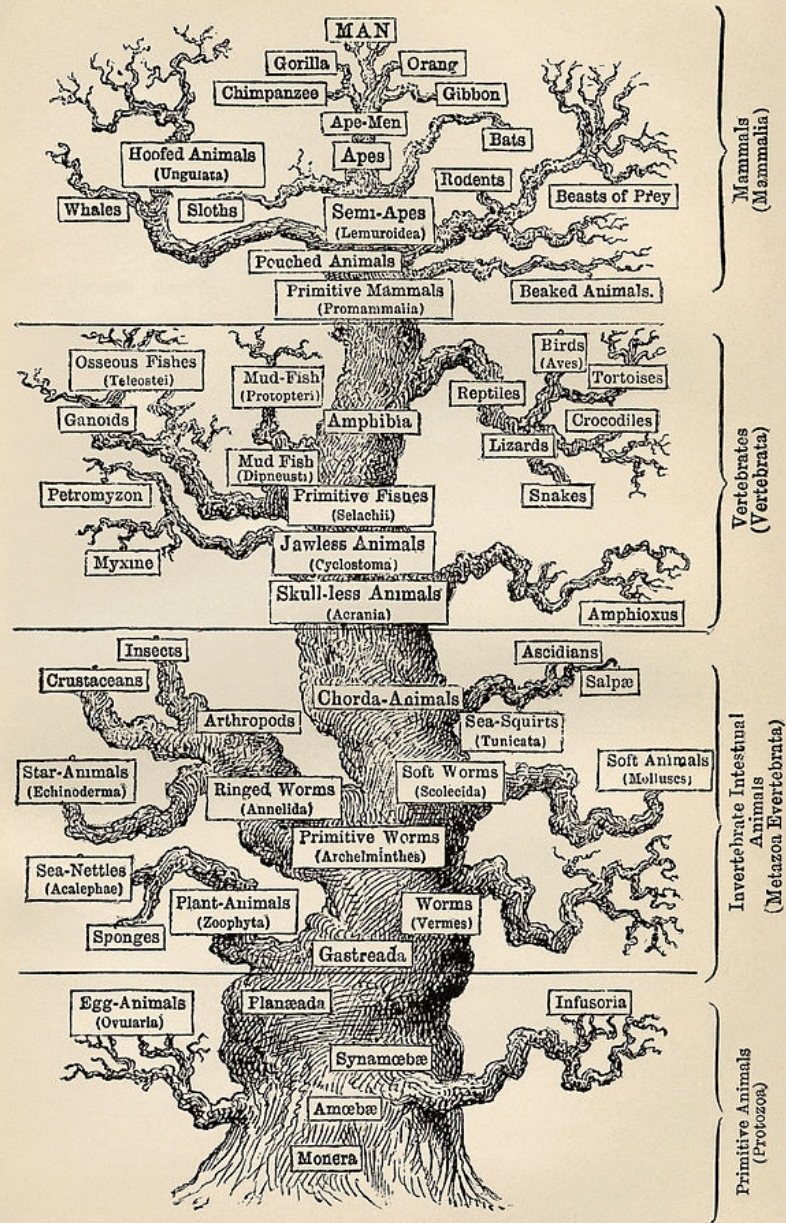 MAN
Gorilla
Orang
Chimpanzee
Gibbon
Ape-Men
Bats
Hoofed Animals
(Ungulata)
Apes
Rodents
Beasts of Prey
Whales
Sloths
Semi-Apes
(Lemuroidea)
Pouched Animals
Primitive Mammals
(Promammalia)
Beaked Animals.
Mammals
(Mammalia)
Osseous Fishes
(Teleostei)
Mud-Fish
(Protopteri)
Birds
(Aves)
Tortoises
Reptiles
Ganoids
Amphibia
Crocodiles
Lizards
Mud Fish
(Dipneusti)
Petromyzon
Primitive Fishes
(Selachii)
Snakes
Myxine
Jawless Animals
(Cyclostoma)
Skull-less Animals
(Acrania)
Amphioxus
Vertebrates
(Vertebrata)
Insects
Ascidians
Crustaceans
Salpæ
Chorda-Animals
Arthropods
Sea-Squirts
(Tunicata)
Star-Animals
(Echinoderma)
Ringed Worms
(Annelida)
Soft Worms
(Scolecida)
Soft Animals
(Molluscs)
Primitive Worms
(Archelminthes)
Sea-Nettles
(Acalephae)
Plant-Animals
(Zoophyta)
Worms
(Vermes)
Sponges
Gastreada
Invertebrate Intestinal
Animals
(Metazoa Evertebrata)
Egg-Animals
(Ovularia)
Planæada
Infusoria
Synamœbæ
Amœbæ
Monera
Primitive Animals
(Protozoa)